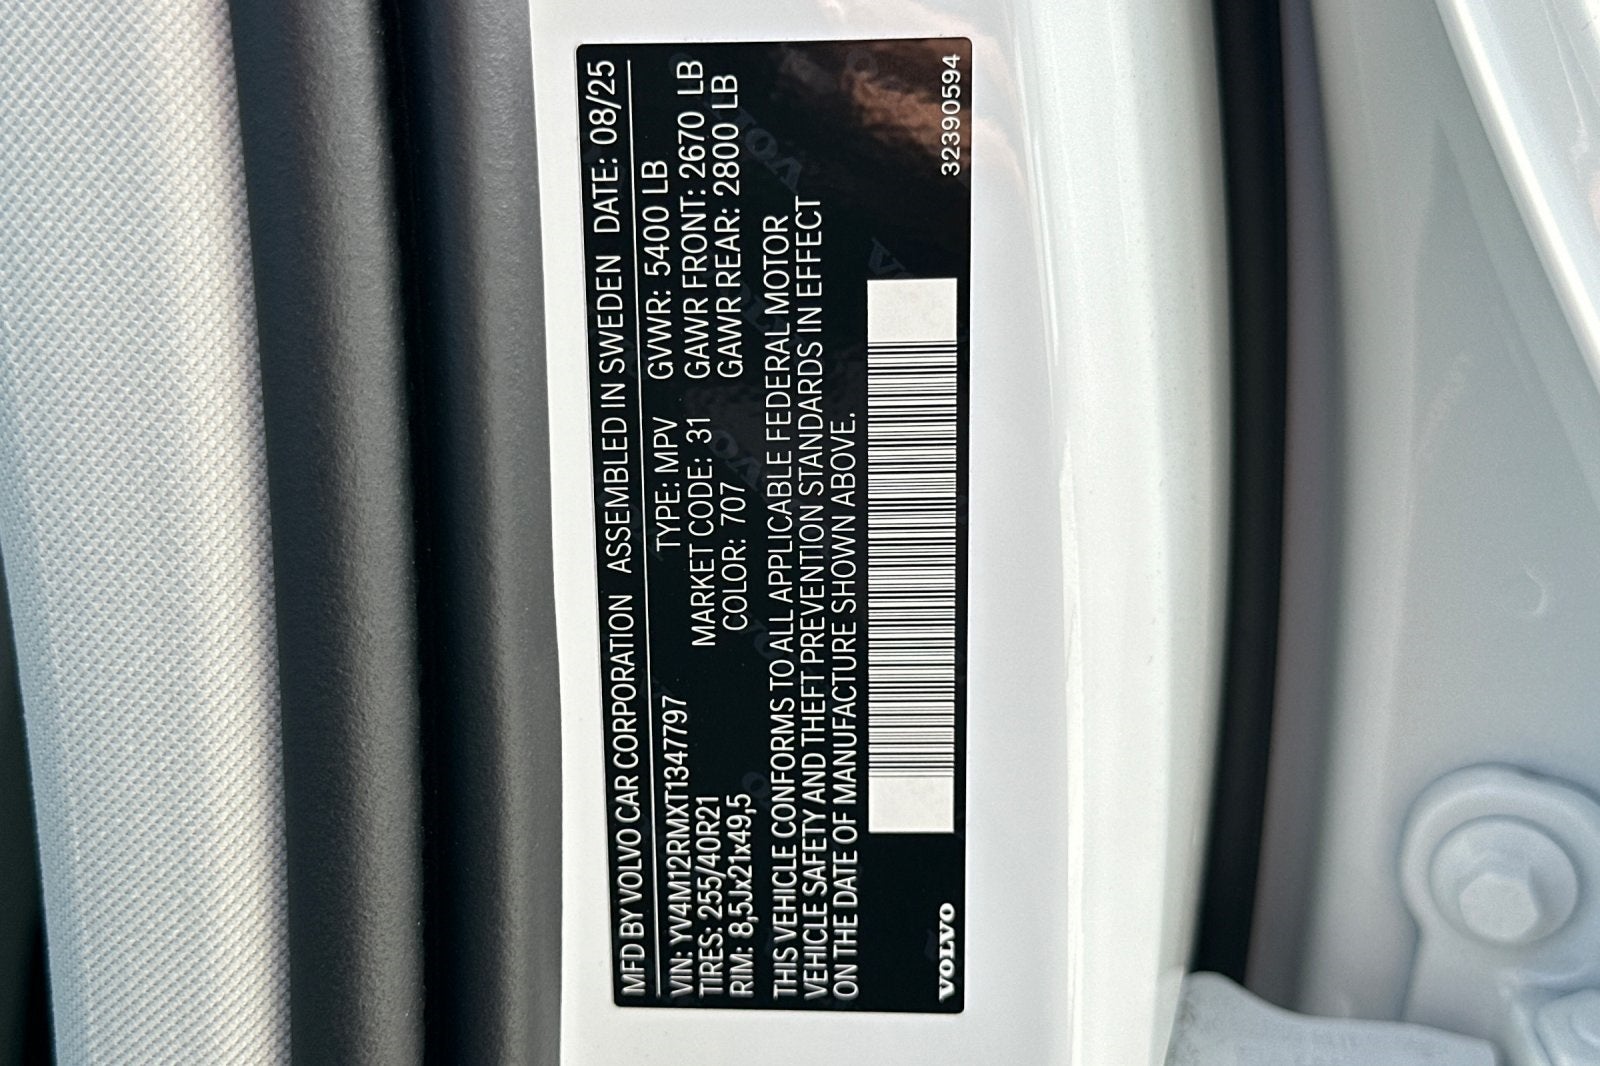 MFD BY VOLVO CAR CORPORATION ASSEMBLED IN SWEDEN DATE: 08/25
VIN: YV4M12RMXT1347797 TYPE: MPV GVWR: 5400 LB
TIRES: 255/40R21 MARKET CODE: 31 GAWR FRONT: 2670 LB
RIM: 8,5Jx21x49,5 COLOR: 707 GAWR REAR: 2800 LB
THIS VEHICLE CONFORMS TO ALL APPLICABLE FEDERAL MOTOR
VEHICLE SAFETY AND THEFT PREVENTION STANDARDS IN EFFECT
ON THE DATE OF MANUFACTURE SHOWN ABOVE.
VOLVO 32390594